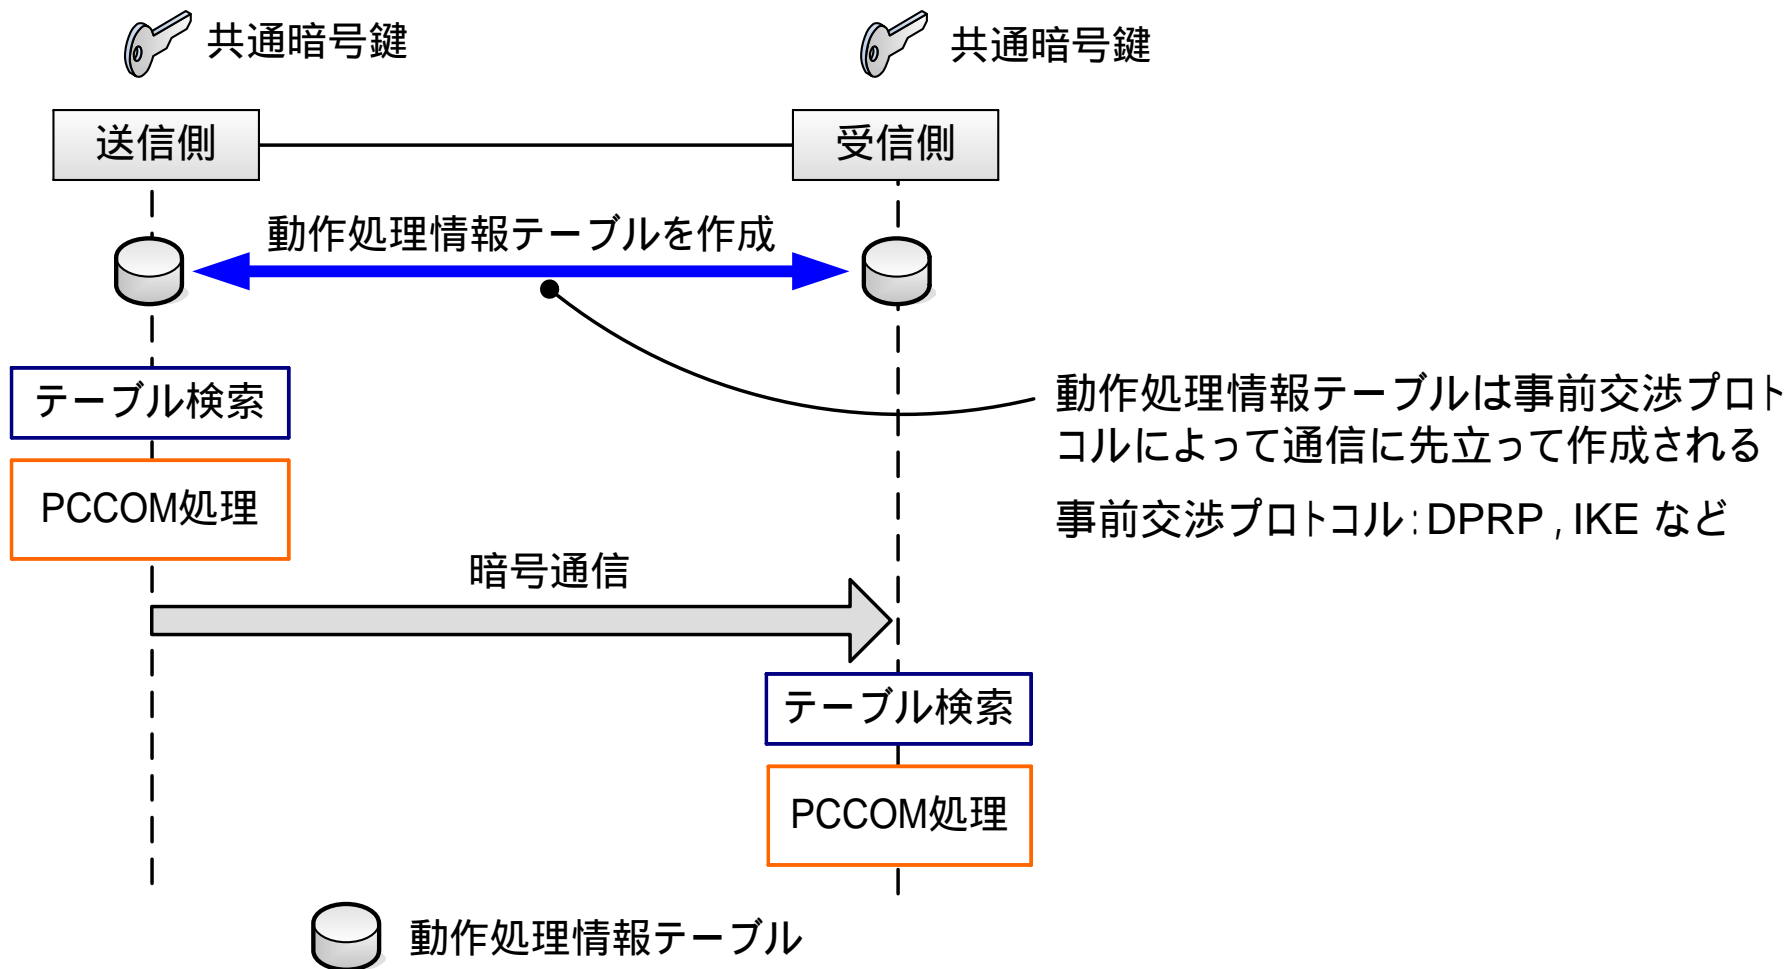 共通暗号鍵
共通暗号鍵
送信側
受信側
動作処理情報テーブルを作成
テーブル検索
動作処理情報テーブルは事前交渉プロト
コルによって通信に先立って作成される
PCCOM処理
事前交渉プロトコル:DPRP,IKE など
暗号通信
テーブル検索
PCCOM処理
動作処理情報テーブル